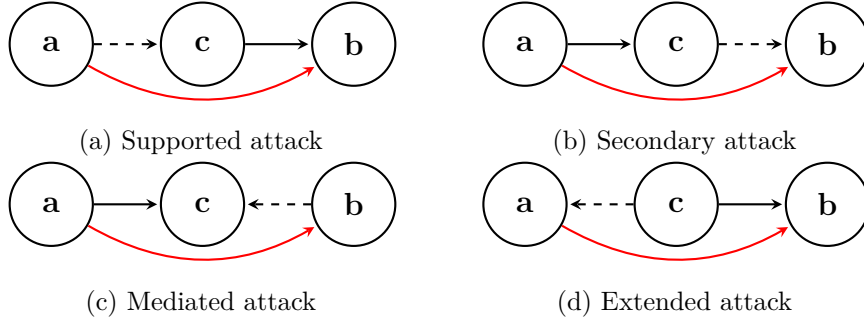 a c b a c b
(a) Supported attack (b) Secondary attack
a c b a c b
(c) Mediated attack (d) Extended attack